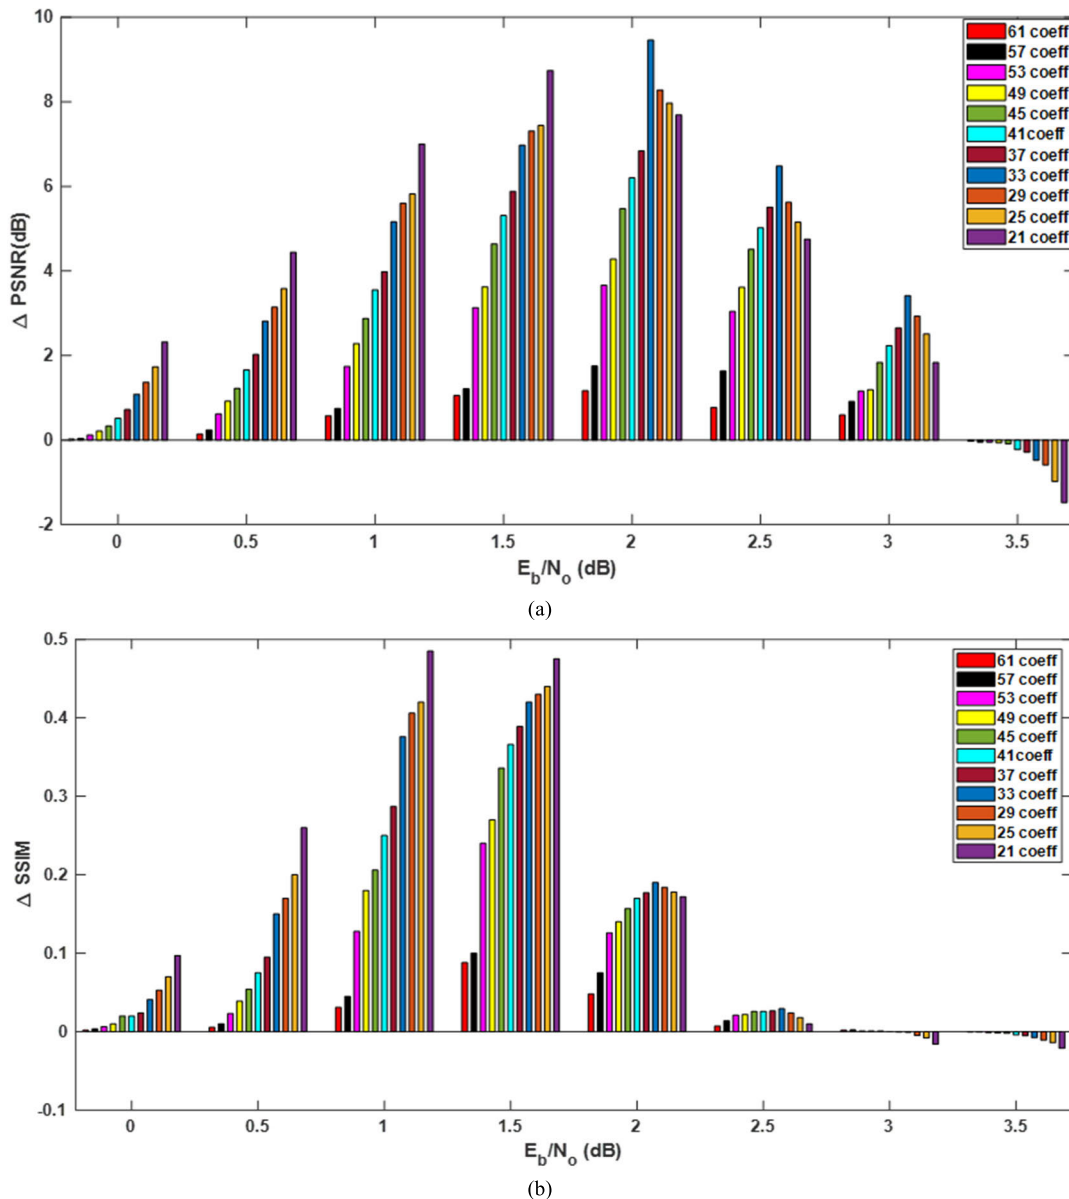 10
8
6
4
2
0
-2
Δ PSNR(dB)
61 coeff
57 coeff
53 coeff
49 coeff
45 coeff
41coeff
37 coeff
33 coeff
29 coeff
25 coeff
21 coeff
0 0.5 1 1.5 2 2.5 3 3.5
Eb/No (dB)
(a)
0.5
0.4
0.3
0.2
0.1
0
-0.1
Δ SSIM
61 coeff
57 coeff
53 coeff
49 coeff
45 coeff
41coeff
37 coeff
33 coeff
29 coeff
25 coeff
21 coeff
0 0.5 1 1.5 2 2.5 3 3.5
Eb/No (dB)
(b)